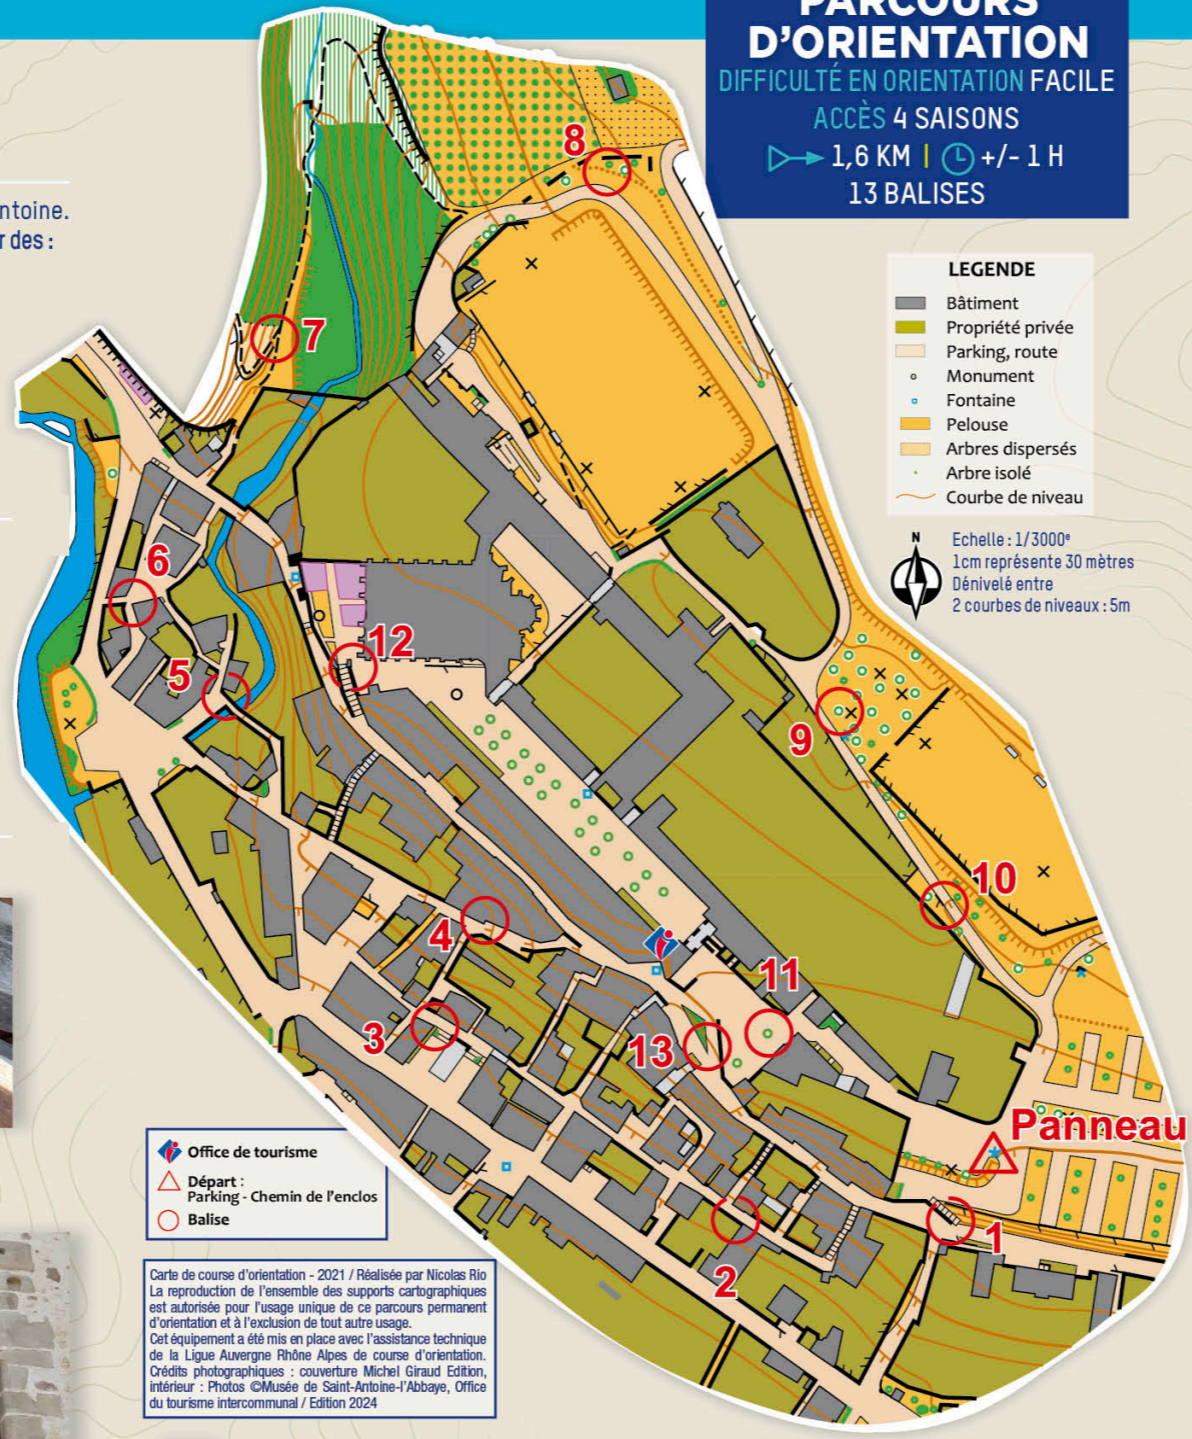 PARCOURS
D'ORIENTATION
DIFFICULTÉ EN ORIENTATION FACILE
ACCÈS 4 SAISONS
1,6 KM | +/- 1 H
13 BALISES
ntoine.
r des :
LEGENDE
Bâtiment
Propriété privée
Parking, route
Monument
Fontaine
Pelouse
Arbres dispersés
Arbre isolé
Courbe de niveau
N
Echelle : 1/3000e
1cm représente 30 mètres
Dénivelé entre
2 courbes de niveaux : 5m
8
7
6
12
5
9
10
4
11
3
13
Panneau
1
2
Office de tourisme
Départ :
Parking - Chemin de l'enclos
Balise
Carte de course d'orientation - 2021 / Réalisée par Nicolas Rio
La reproduction de l'ensemble des supports cartographiques
est autorisée pour l'usage unique de ce parcours permanent
d'orientation et à l'exclusion de tout autre usage.
Cet équipement a été mis en place avec l'assistance technique
de la Ligue Auvergne Rhône Alpes de course d'orientation.
Crédits photographiques : couverture Michel Giraud Edition,
intérieur : Photos ©Musée de Saint-Antoine-l'Abbaye, Office
du tourisme intercommunal / Edition 2024